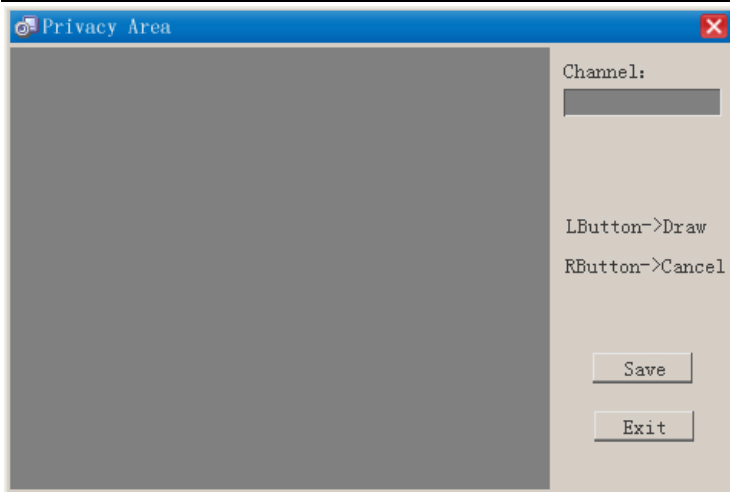 Privacy Area
Channel:
LButton->Draw
RButton->Cancel
Save
Exit